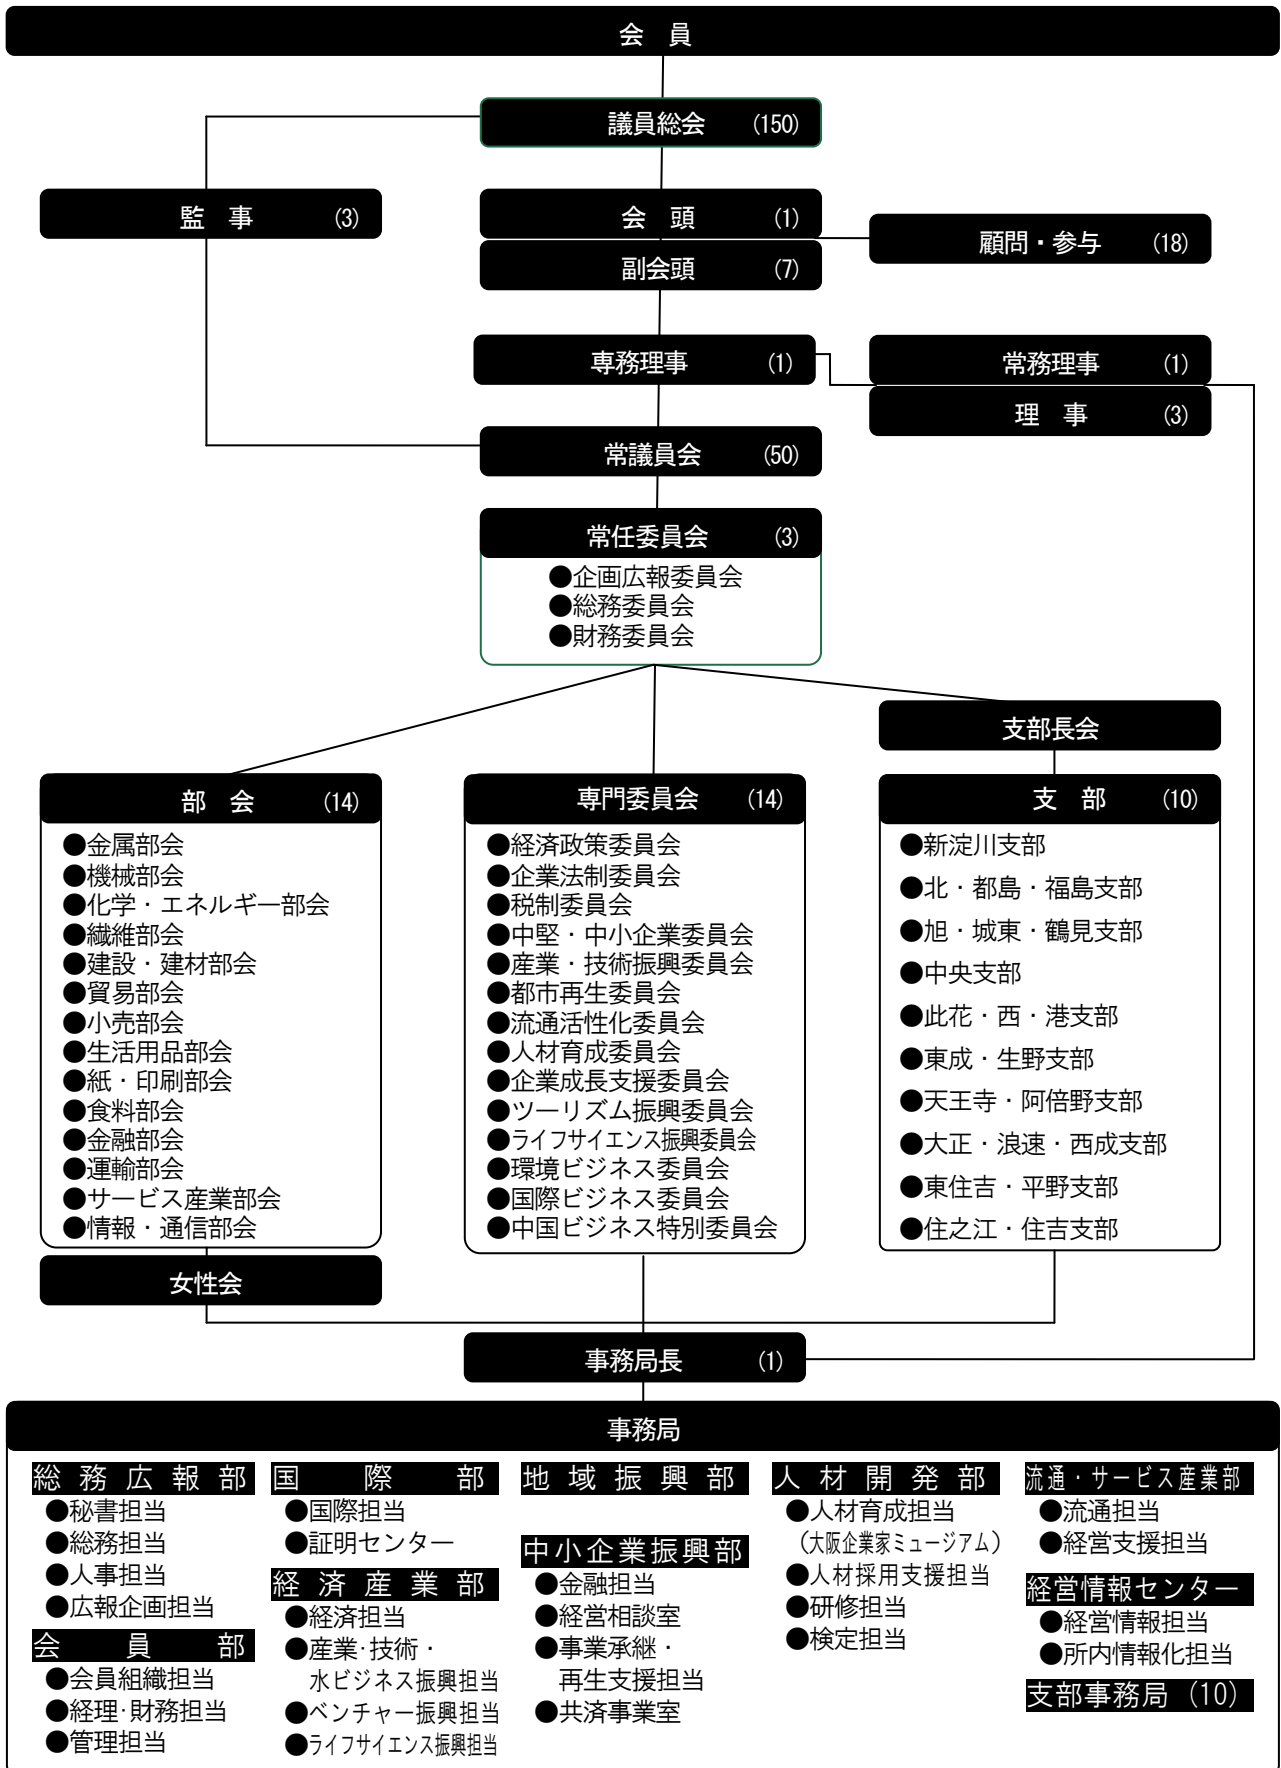 会　員
議員総会　(150)
監　事　(3)
会　頭　(1)
副会頭　(7)
顧問・参与　(18)
専務理事　(1)
常務理事　(1)
理　事　(3)
常議員会　(50)
常任委員会　(3)
●企画広報委員会
●総務委員会
●財務委員会
支部長会
部　会　(14)
●金属部会
●機械部会
●化学・エネルギー部会
●繊維部会
●建設・建材部会
●貿易部会
●小売部会
●生活用品部会
●紙・印刷部会
●食料部会
●金融部会
●運輸部会
●サービス産業部会
●情報・通信部会
女性会
専門委員会　(14)
●経済政策委員会
●企業法制委員会
●税制委員会
●中堅・中小企業委員会
●産業・技術振興委員会
●都市再生委員会
●流通活性化委員会
●人材育成委員会
●企業成長支援委員会
●ツーリズム振興委員会
●ライフサイエンス振興委員会
●環境ビジネス委員会
●国際ビジネス委員会
●中国ビジネス特別委員会
支　部　(10)
●新淀川支部
●北・都島・福島支部
●旭・城東・鶴見支部
●中央支部
●此花・西・港支部
●東成・生野支部
●天王寺・阿倍野支部
●大正・浪速・西成支部
●東住吉・平野支部
●住之江・住吉支部
事務局長　(1)
事務局
総務広報部
●秘書担当
●総務担当
●人事担当
●広報企画担当
会員部
●会員組織担当
●経理・財務担当
●管理担当
国際部
●国際担当
●証明センター
経済産業部
●経済担当
●産業・技術・
水ビジネス振興担当
●ベンチャー振興担当
●ライフサイエンス振興担当
地域振興部
中小企業振興部
●金融担当
●経営相談室
●事業承継・
再生支援担当
●共済事業室
人材開発部
●人材育成担当
（大阪企業家ミュージアム）
●人材採用支援担当
●研修担当
●検定担当
流通・サービス産業部
●流通担当
●経営支援担当
経営情報センター
●経営情報担当
●所内情報化担当
支部事務局（10）